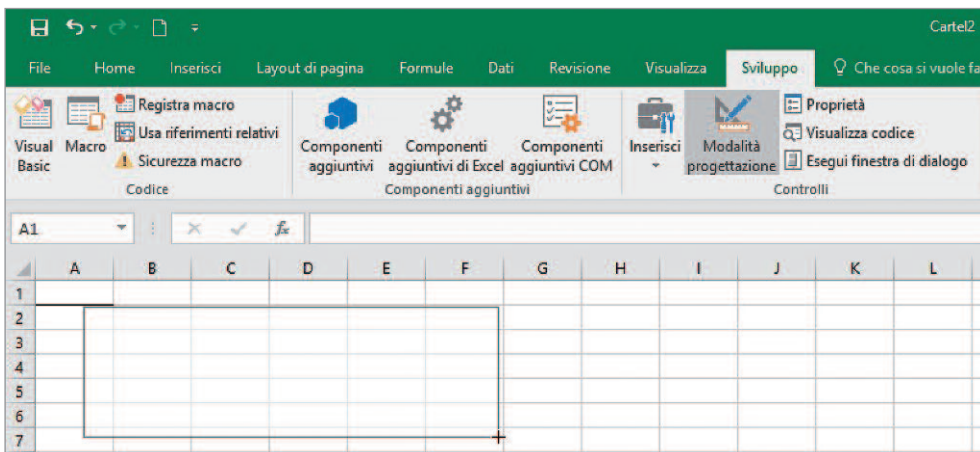 Cartel2
File Home Inserisci Layout di pagina Formule Dati Revisione Visualizza Sviluppo Che cosa si vuole fa
Visual Basic
Macro
Registra macro
Usa riferimenti relativi
Sicurezza macro
Codice
Componenti aggiuntivi
Componenti aggiuntivi di Excel
Componenti aggiuntivi COM
Componenti aggiuntivi
Inserisci
Modalità progettazione
Proprietà
Visualizza codice
Esegui finestra di dialogo
Controlli
A1 fx
A B C D E F G H I J K L
1
2
3
4
5
6
7